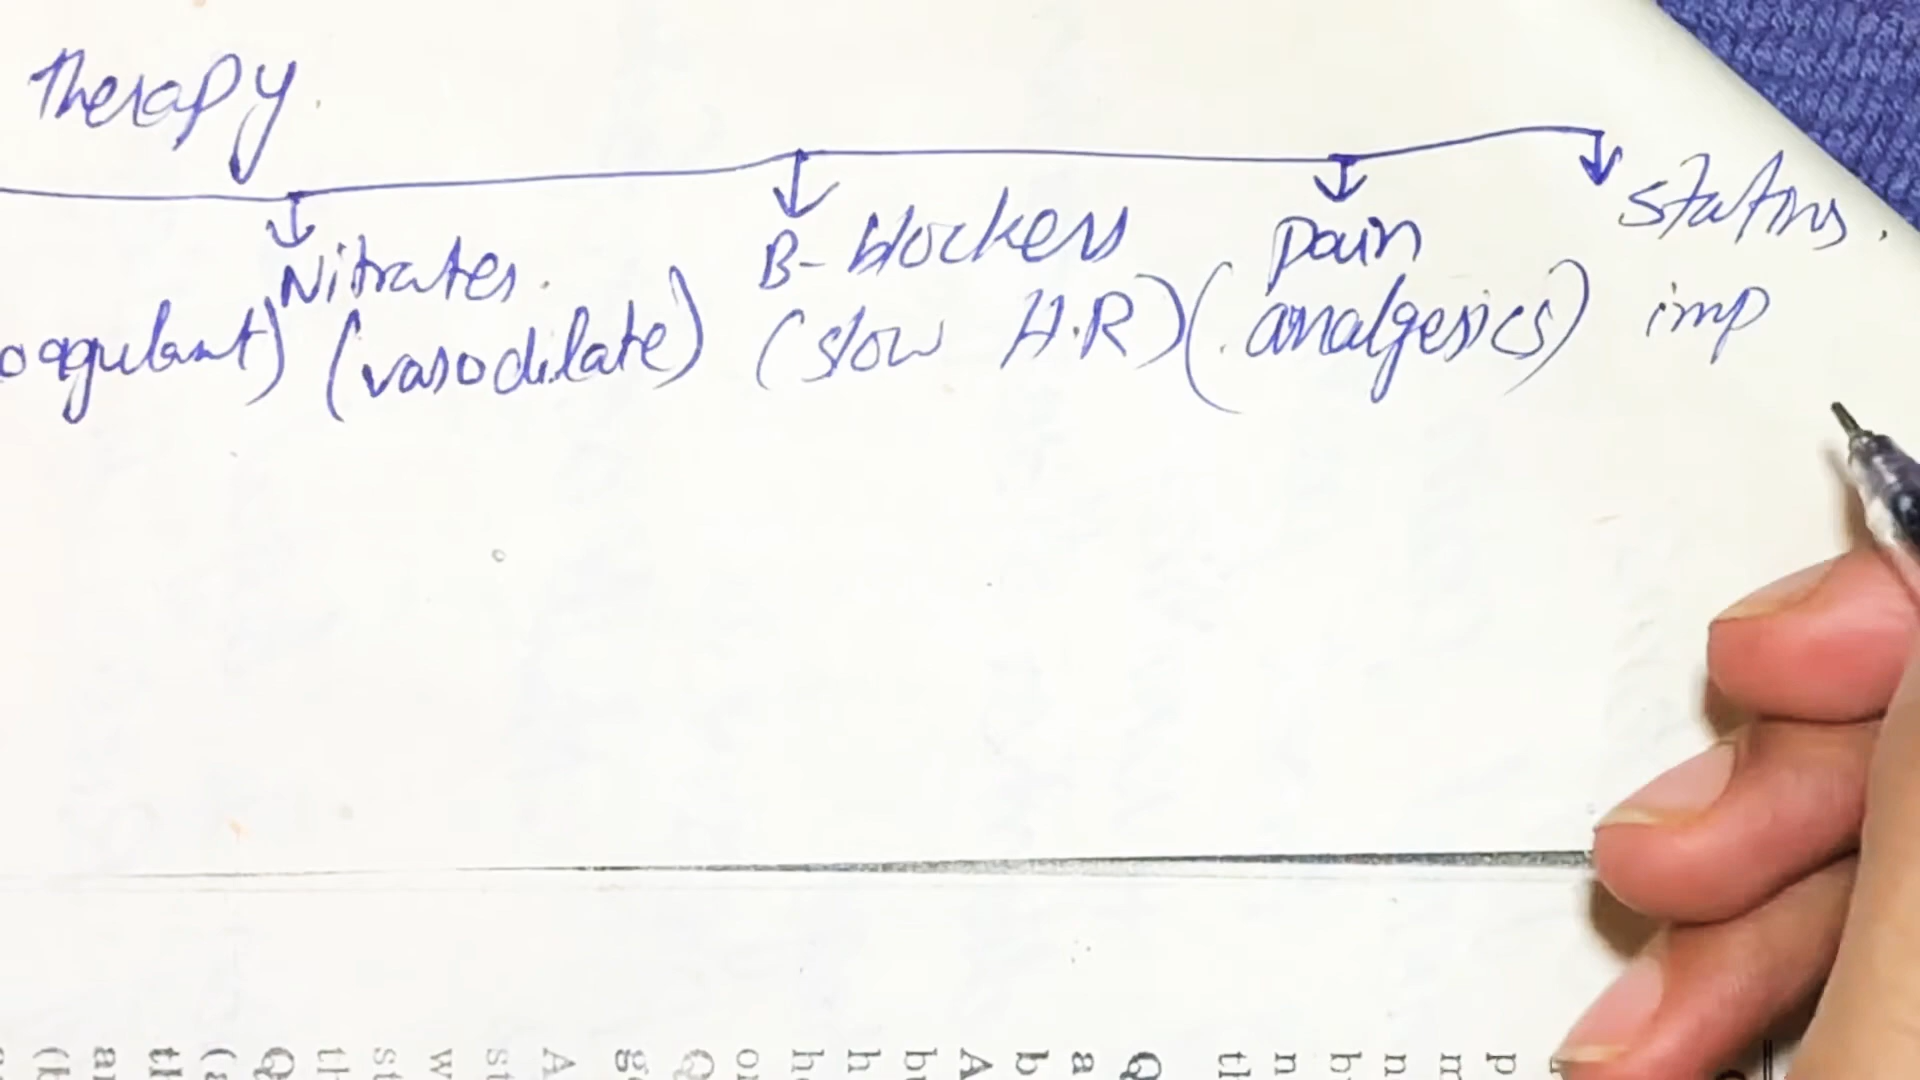 Therapy.
Nitrates. B-blockers pain statins.
oagulant) (vasodilate) (slow H.R) (analgesics) imp